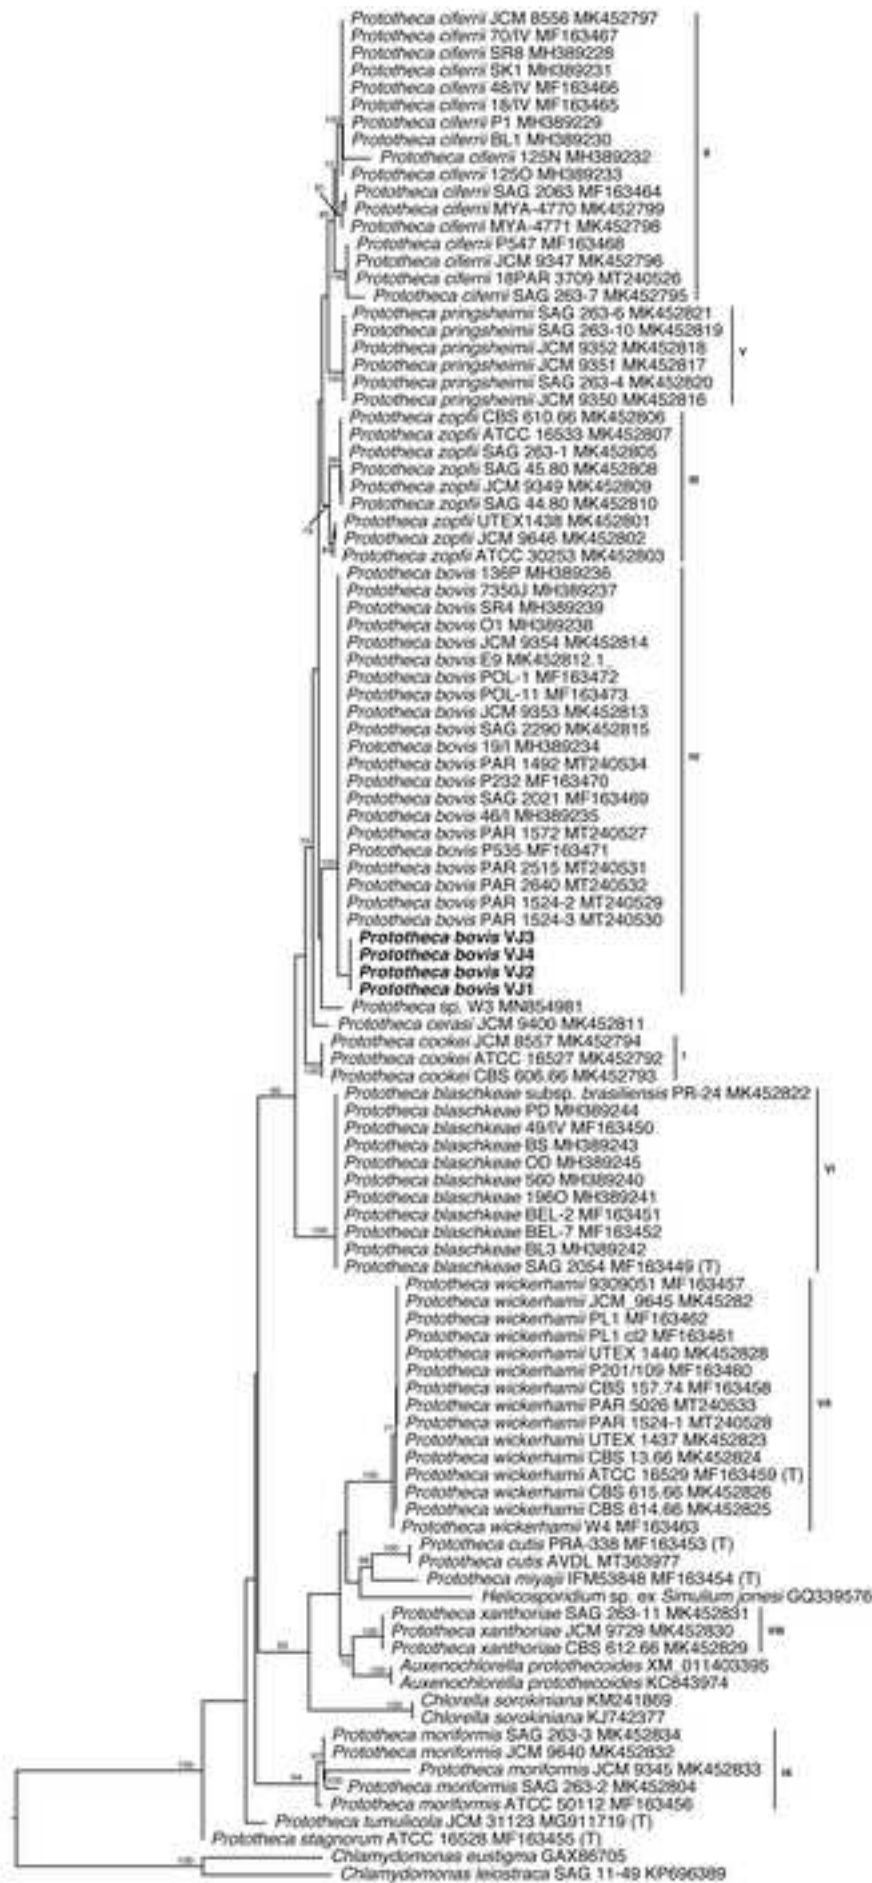 Prototheca ciferrii JCM 8556 MK452797
Prototheca ciferrii 70/IV MF163467
Prototheca ciferrii SR8 MH389228
Prototheca ciferrii SK1 MH389231
Prototheca ciferrii 48/IV MF163466
Prototheca ciferrii 18/IV MF163465
Prototheca ciferrii P1 MH389229
Prototheca ciferrii BL1 MH389230
Prototheca ciferrii 125N MH389232
Prototheca ciferrii 125O MH389233
Prototheca ciferrii SAG 2063 MF163464
Prototheca ciferrii MYA-4770 MK452799
Prototheca ciferrii MYA-4771 MK452798
Prototheca ciferrii P547 MF163468
Prototheca ciferrii JCM 9347 MK452796
Prototheca ciferrii 18PAR 3709 MT240526
Prototheca ciferrii SAG 263-7 MK452795
II
Prototheca pringsheimii SAG 263-6 MK452821
Prototheca pringsheimii SAG 263-10 MK452819
Prototheca pringsheimii JCM 9352 MK452818
Prototheca pringsheimii JCM 9351 MK452817
Prototheca pringsheimii SAG 263-4 MK452820
Prototheca pringsheimii JCM 9350 MK452816
V
Prototheca zopfii CBS 610.66 MK452806
Prototheca zopfii ATCC 16533 MK452807
Prototheca zopfii SAG 263-1 MK452805
Prototheca zopfii SAG 45.80 MK452808
Prototheca zopfii JCM 9349 MK452809
Prototheca zopfii SAG 44.80 MK452810
Prototheca zopfii UTEX1438 MK452801
Prototheca zopfii JCM 9646 MK452802
Prototheca zopfii ATCC 30253 MK452803
III
Prototheca bovis 136P MH389236
Prototheca bovis 7350J MH389237
Prototheca bovis SR4 MH389239
Prototheca bovis O1 MH389238
Prototheca bovis JCM 9354 MK452814
Prototheca bovis E9 MK452812.1
Prototheca bovis POL-1 MF163472
Prototheca bovis POL-11 MF163473
Prototheca bovis JCM 9353 MK452813
Prototheca bovis SAG 2290 MK452815
Prototheca bovis 19/I MH389234
Prototheca bovis PAR 1492 MT240534
Prototheca bovis P232 MF163470
Prototheca bovis SAG 2021 MF163469
Prototheca bovis 46/I MH389235
Prototheca bovis PAR 1572 MT240527
Prototheca bovis P535 MF163471
Prototheca bovis PAR 2515 MT240531
Prototheca bovis PAR 2640 MT240532
Prototheca bovis PAR 1524-2 MT240529
Prototheca bovis PAR 1524-3 MT240530
Prototheca bovis VJ3
Prototheca bovis VJ4
Prototheca bovis VJ2
Prototheca bovis VJ1
IV
Prototheca sp. W3 MN854981
Prototheca cerasi JCM 9400 MK452811
Prototheca cookei JCM 8557 MK452794
Prototheca cookei ATCC 16527 MK452792
Prototheca cookei CBS 606.66 MK452793
I
Prototheca blaschkeae subsp. brasiliensis PR-24 MK452822
Prototheca blaschkeae PD MH389244
Prototheca blaschkeae 49/IV MF163450
Prototheca blaschkeae BS MH389243
Prototheca blaschkeae OD MH389245
Prototheca blaschkeae 560 MH389240
Prototheca blaschkeae 196O MH389241
Prototheca blaschkeae BEL-2 MF163451
Prototheca blaschkeae BEL-7 MF163452
Prototheca blaschkeae BL3 MH389242
Prototheca blaschkeae SAG 2054 MF163449 (T)
VI
Prototheca wickerhamii 9309051 MF163457
Prototheca wickerhamii JCM_9645 MK45282
Prototheca wickerhamii PL1 MF163462
Prototheca wickerhamii PL1 cl2 MF163461
Prototheca wickerhamii UTEX 1440 MK452828
Prototheca wickerhamii P201/109 MF163460
Prototheca wickerhamii CBS 157.74 MF163458
Prototheca wickerhamii PAR 5026 MT240533
Prototheca wickerhamii PAR 1524-1 MT240528
Prototheca wickerhamii UTEX 1437 MK452823
Prototheca wickerhamii CBS 13.66 MK452824
Prototheca wickerhamii ATCC 16529 MF163459 (T)
Prototheca wickerhamii CBS 615.66 MK452826
Prototheca wickerhamii CBS 614.66 MK452825
Prototheca wickerhamii W4 MF163463
VII
Prototheca cutis PRA-338 MF163453 (T)
Prototheca cutis AVDL MT363977
Prototheca miyajii IFM53848 MF163454 (T)
Helicosporidium sp. ex Simulium jonesi GQ339576
Prototheca xanthoriae SAG 263-11 MK452831
Prototheca xanthoriae JCM 9729 MK452830
Prototheca xanthoriae CBS 612.66 MK452829
VIII
Auxenochlorella protothecoides XM_011403395
Auxenochlorella protothecoides KC843974
Chlorella sorokiniana KM241869
Chlorella sorokiniana KJ742377
Prototheca moriformis SAG 263-3 MK452834
Prototheca moriformis JCM 9640 MK452832
Prototheca moriformis JCM 9345 MK452833
Prototheca moriformis SAG 263-2 MK452804
Prototheca moriformis ATCC 50112 MF163456
IX
Prototheca tumulicola JCM 31123 MG911719 (T)
Prototheca stagnorum ATCC 16528 MF163455 (T)
Chlamydomonas eustigma GAX86705
Chlamydomonas leiostraca SAG 11-49 KP696389